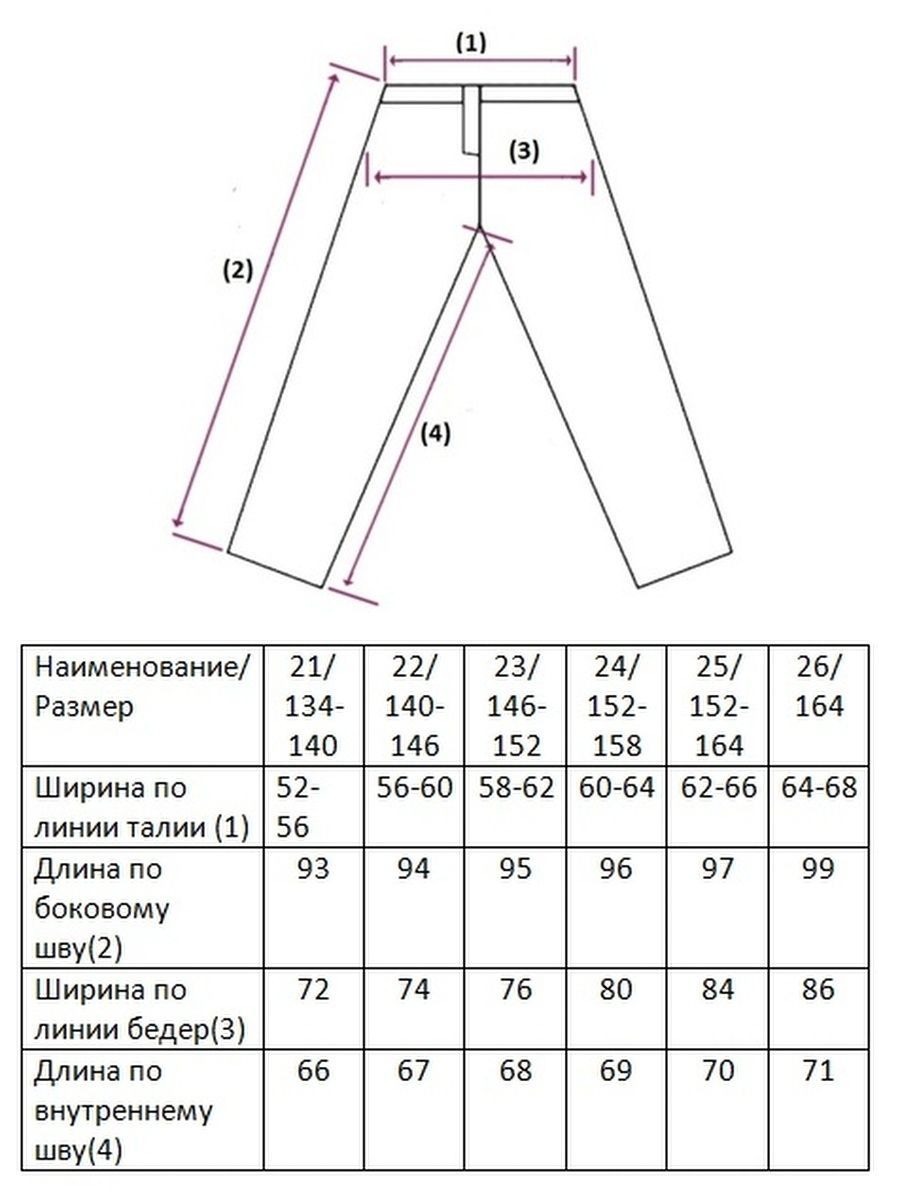 (1)
(3)
(2)
(4)
Наименование/ 21/ 22/ 23/ 24/ 25/ 26/
Размер 134- 140- 146- 152- 152- 164
140 146 152 158 164
Ширина по 52- 56-60 58-62 60-64 62-66 64-68
линии талии (1) 56
Длина по 93 94 95 96 97 99
боковому
шву(2)
Ширина по 72 74 76 80 84 86
линии бедер(3)
Длина по 66 67 68 69 70 71
внутреннему
шву(4)